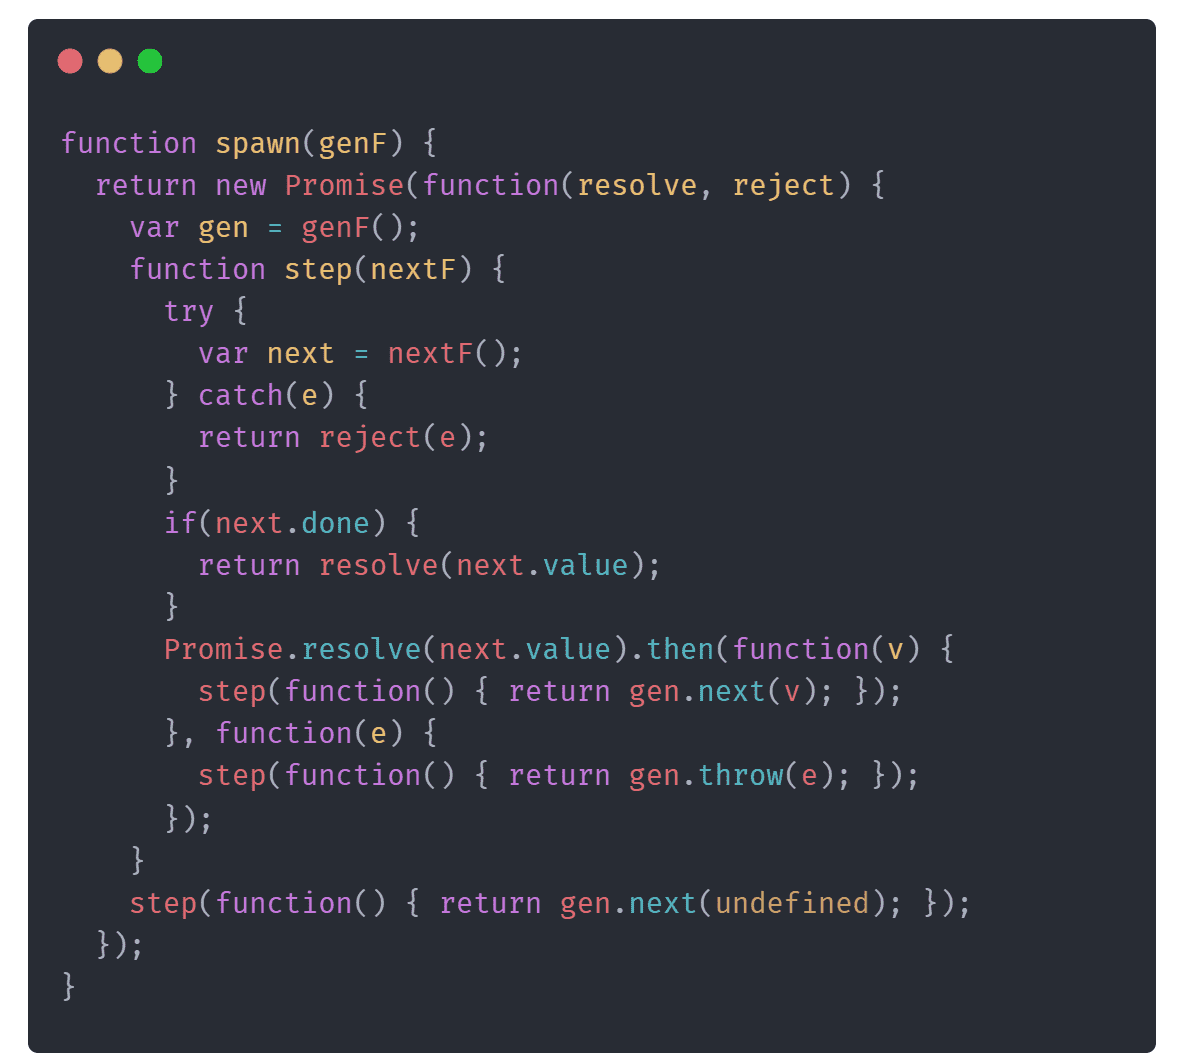 function spawn(genF) {
  return new Promise(function(resolve, reject) {
    var gen = genF();
    function step(nextF) {
      try {
        var next = nextF();
      } catch(e) {
        return reject(e);
      }
      if(next.done) {
        return resolve(next.value);
      }
      Promise.resolve(next.value).then(function(v) {
        step(function() { return gen.next(v); });
      }, function(e) {
        step(function() { return gen.throw(e); });
      });
    }
    step(function() { return gen.next(undefined); });
  });
}